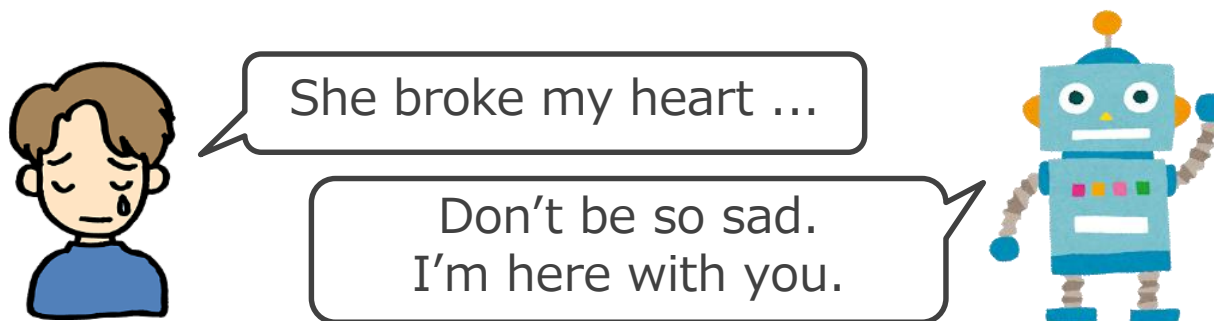 She broke my heart ...
Don’t be so sad.
I’m here with you.